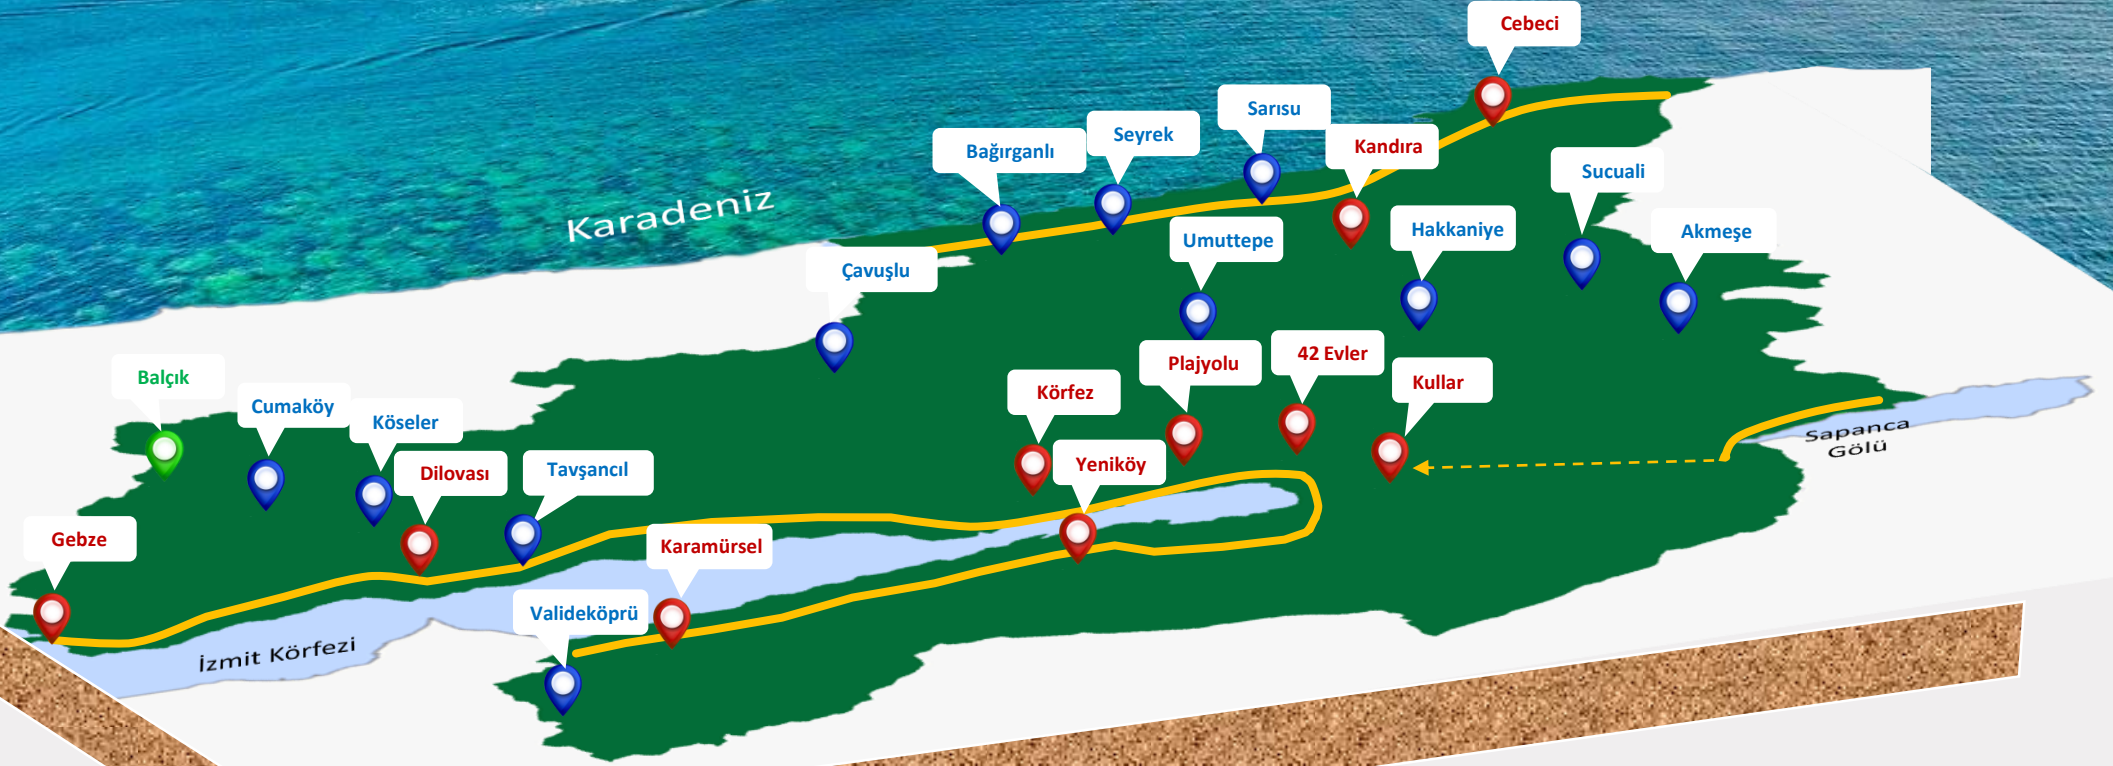 Cebeci
Sarısu
Seyrek
Kandıra
Bağırganlı
Sucuali
Karadeniz
Hakkaniye
Akmeşe
Umuttepe
Çavuşlu
42 Evler
Plajyolu
Balçık
Kullar
Körfez
Cumaköy
Köseler
Sapanca
Gölü
Yeniköy
Tavşancıl
Dilovası
Gebze
Karamürsel
Valideköprü
İzmit Körfezi